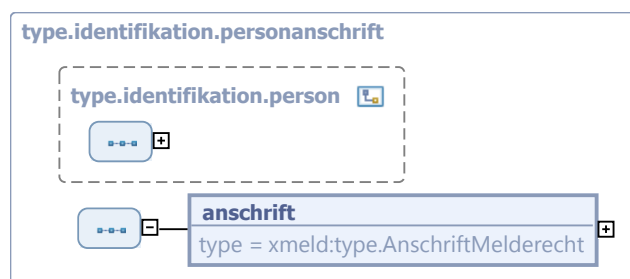 type.identifikation.personanschrift
type.identifikation.person
anschrift
type = xmeld:type.AnschriftMelderecht